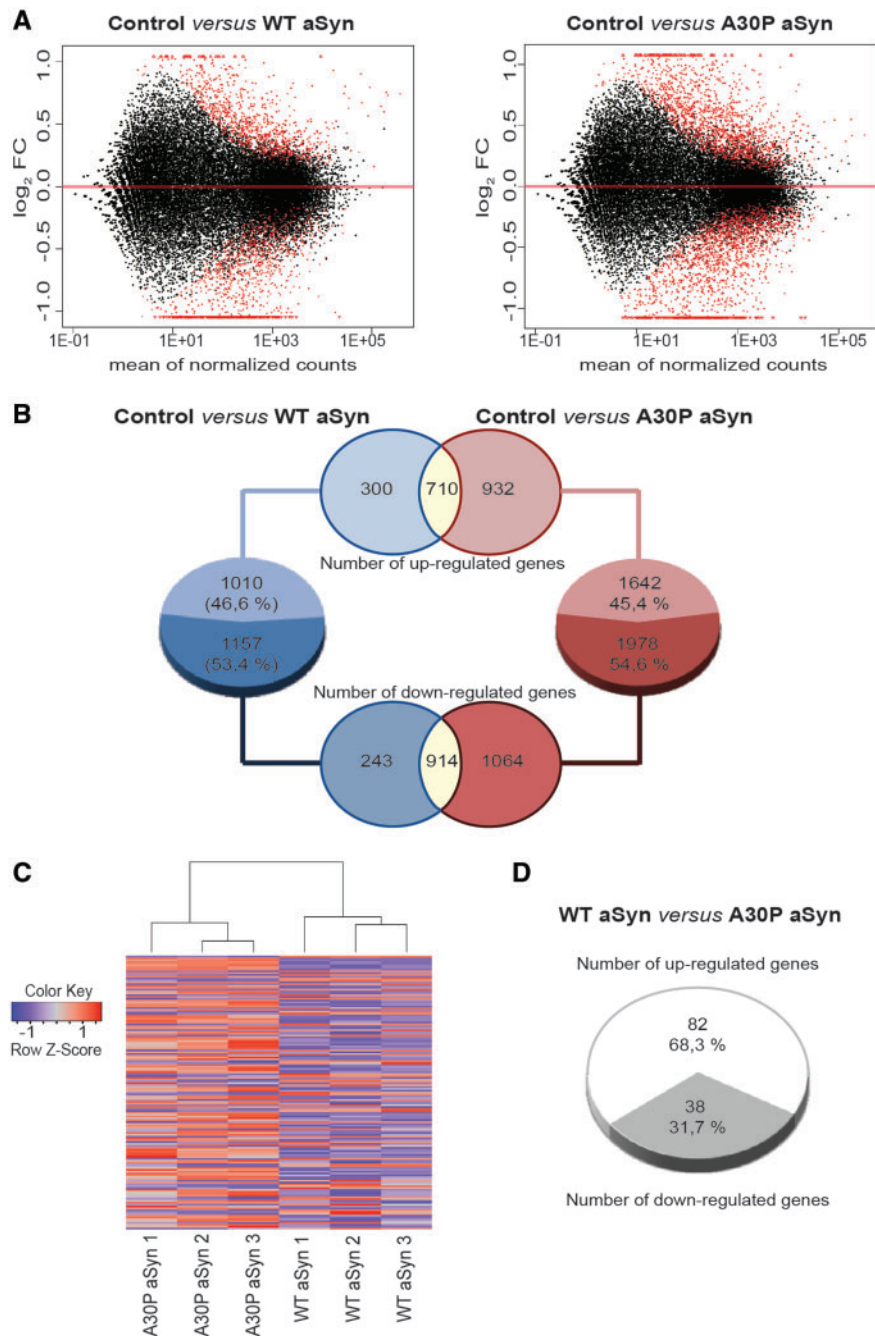 A
Control versus WT aSyn
Control versus A30P aSyn
log2 FC
1.0
0.5
0.0
-0.5
-1.0
1E-01
1E+01
1E+03
1E+05
mean of normalized counts
log2 FC
1.0
0.5
0.0
-0.5
-1.0
1E-01
1E+01
1E+03
1E+05
mean of normalized counts
B
Control versus WT aSyn
Control versus A30P aSyn
300
710
932
Number of up-regulated genes
1010
(46,6 %)
1157
(53,4 %)
1642
45,4 %
1978
54,6 %
Number of down-regulated genes
243
914
1064
C
Color Key
-1
1
Row Z-Score
A30P aSyn 1
A30P aSyn 2
A30P aSyn 3
WT aSyn 1
WT aSyn 2
WT aSyn 3
D
WT aSyn versus A30P aSyn
Number of up-regulated genes
82
68,3 %
38
31,7 %
Number of down-regulated genes